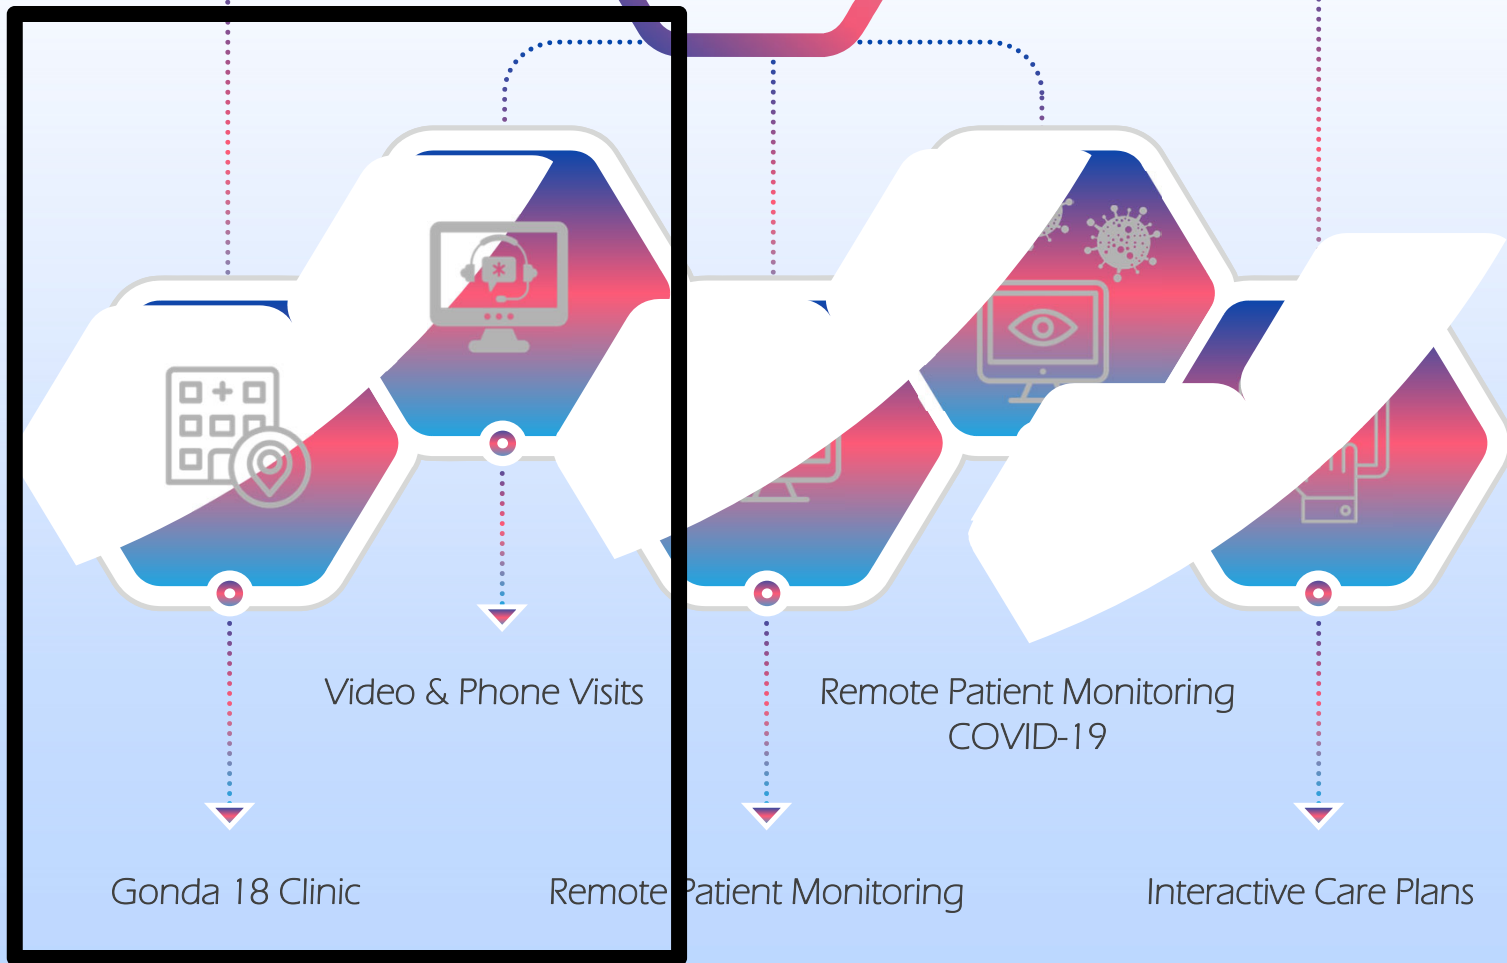 Video & Phone Visits
Remote Patient Monitoring
COVID-19
Gonda 18 Clinic
Remote Patient Monitoring
Interactive Care Plans